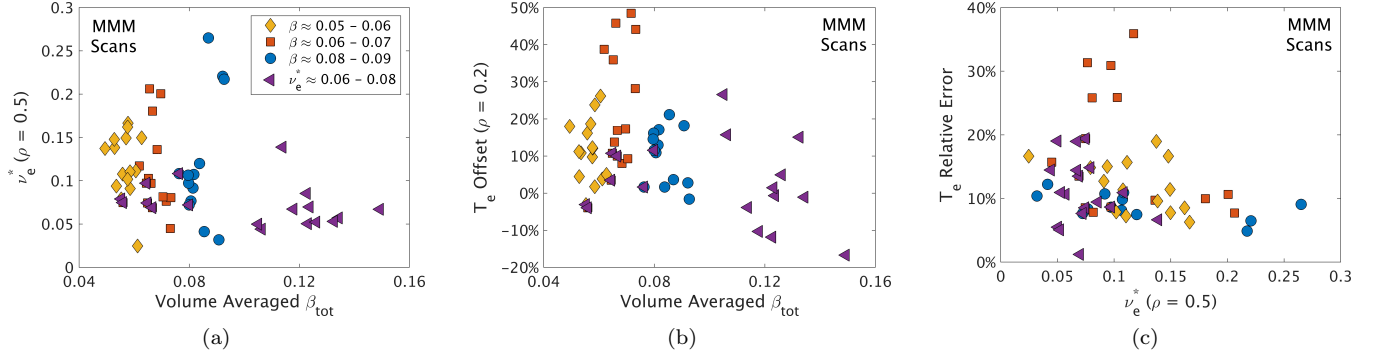 MMM
Scans
β ≈ 0.05 – 0.06
β ≈ 0.06 – 0.07
β ≈ 0.08 – 0.09
ν*e ≈ 0.06 – 0.08
0.3
0.25
0.2
0.15
0.1
0.05
0
ν*e (ρ = 0.5)
0.04
0.08
0.12
0.16
Volume Averaged βtot
(a)
MMM
Scans
50%
40%
30%
20%
10%
0%
−10%
−20%
Te Offset (ρ = 0.2)
0.04
0.08
0.12
0.16
Volume Averaged βtot
(b)
MMM
Scans
40%
30%
20%
10%
0%
Te Relative Error
0
0.05
0.1
0.15
0.2
0.25
0.3
ν*e (ρ = 0.5)
(c)